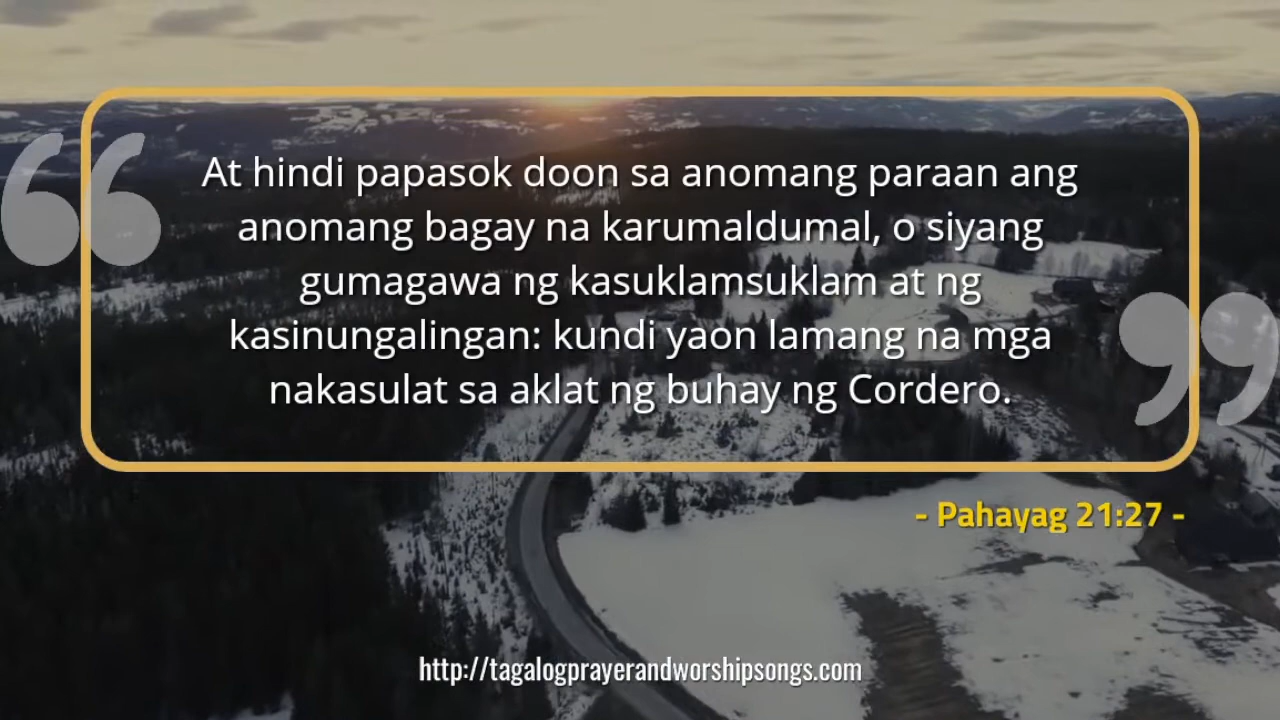 At hindi papasok doon sa anomang paraan ang
anomang bagay na karumaldumal, o siyang
gumagawa ng kasuklamsuklam at ng
kasinungalingan: kundi yaon lamang na mga
nakasulat sa aklat ng buhay ng Cordero.
- Pahayag 21:27 -
http://tagalogprayerandworshipsongs.com